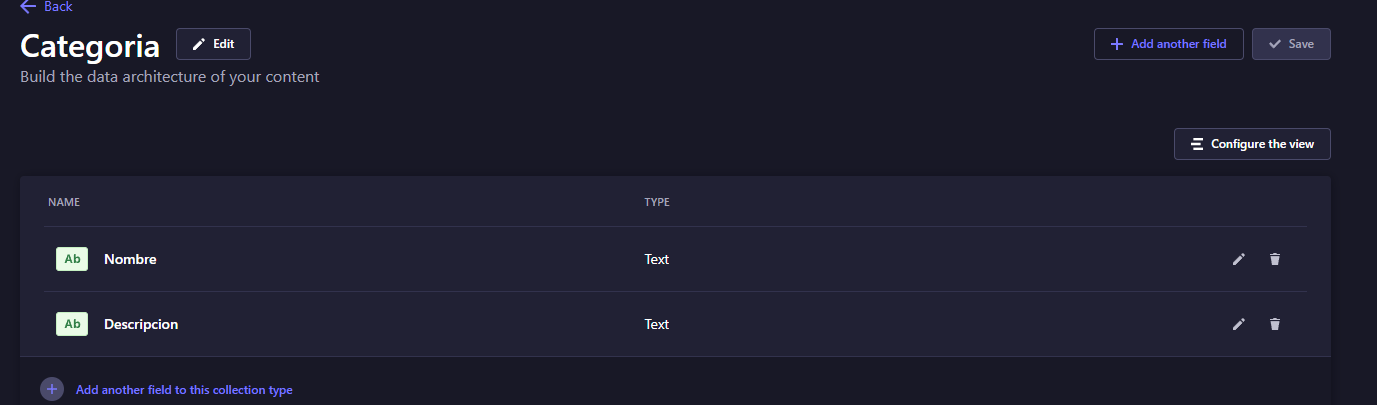 Back
Categoria Edit + Add another field Save
Build the data architecture of your content
Configure the view
NAME TYPE
Ab Nombre Text
Ab Descripcion Text
+ Add another field to this collection type